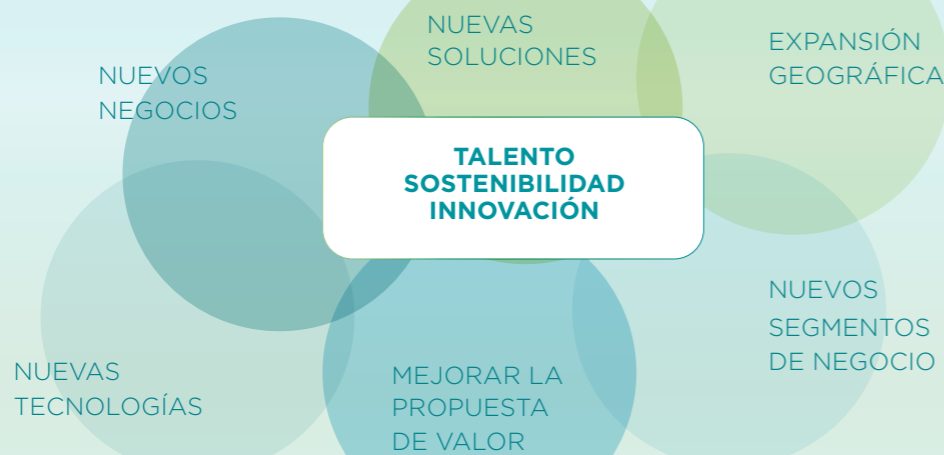 NUEVOS
NEGOCIOS
NUEVAS
SOLUCIONES
EXPANSIÓN
GEOGRÁFICA
TALENTO
SOSTENIBILIDAD
INNOVACIÓN
NUEVAS
TECNOLOGÍAS
MEJORAR LA
PROPUESTA
DE VALOR
NUEVOS
SEGMENTOS
DE NEGOCIO